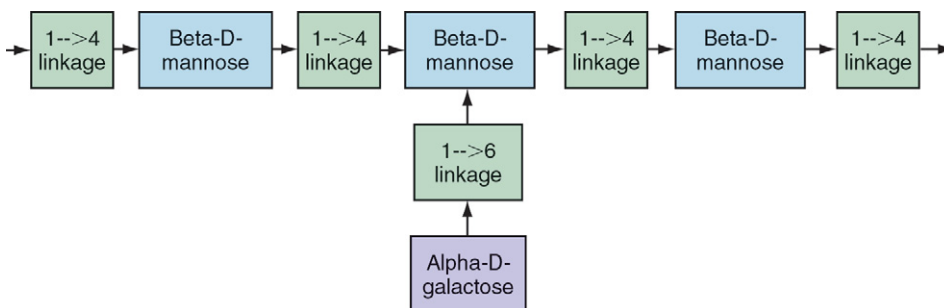 1-->4
linkage
Beta-D-
mannose
1-->4
linkage
Beta-D-
mannose
1-->4
linkage
Beta-D-
mannose
1-->4
linkage
1-->6
linkage
Alpha-D-
galactose